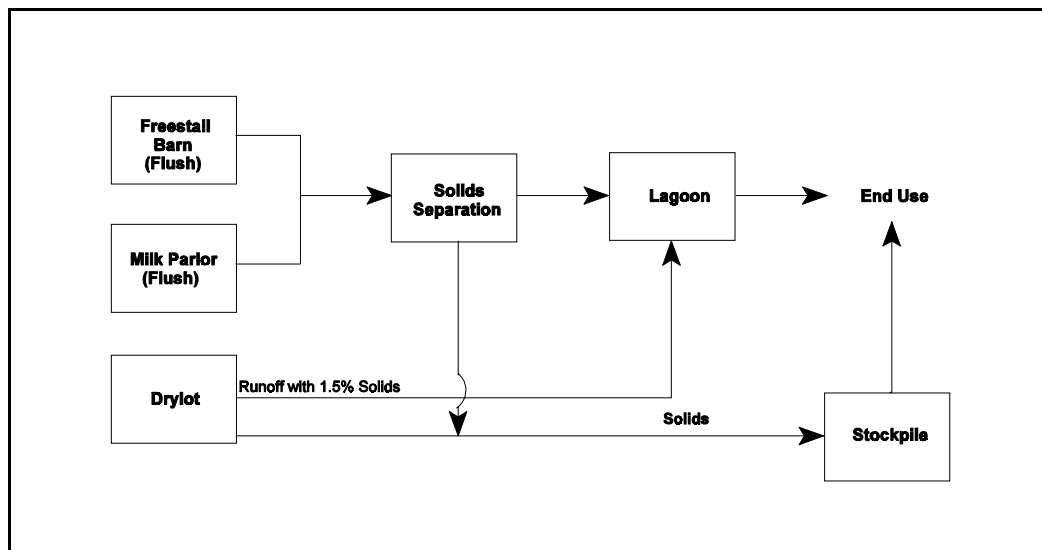 Freestall
Barn
(Flush)
Solids
Separation
Lagoon
End Use
Milk Parlor
(Flush)
Runoff with 1.5% Solids
Drylot
Solids
Stockpile